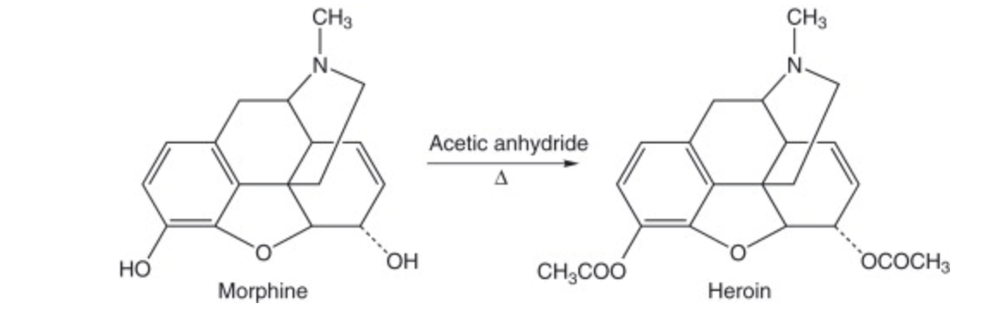 CH₃
N
HO
O
OH
Morphine
Acetic anhydride
Δ
CH₃
N
CH₃COO
O
OCOCH₃
Heroin